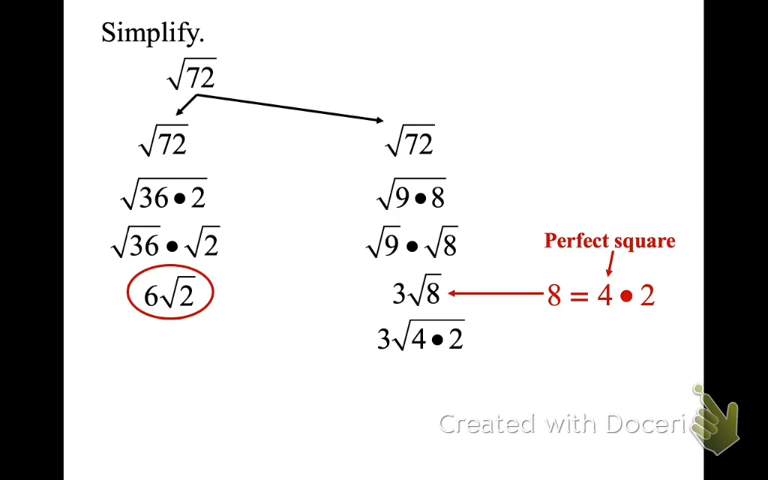 Simplify.
√72
√72
√36•2
√36•√2
6√2
√72
√9•8
√9•√8
3√8
3√4•2
Perfect square
8 = 4 • 2
Created with Doceri